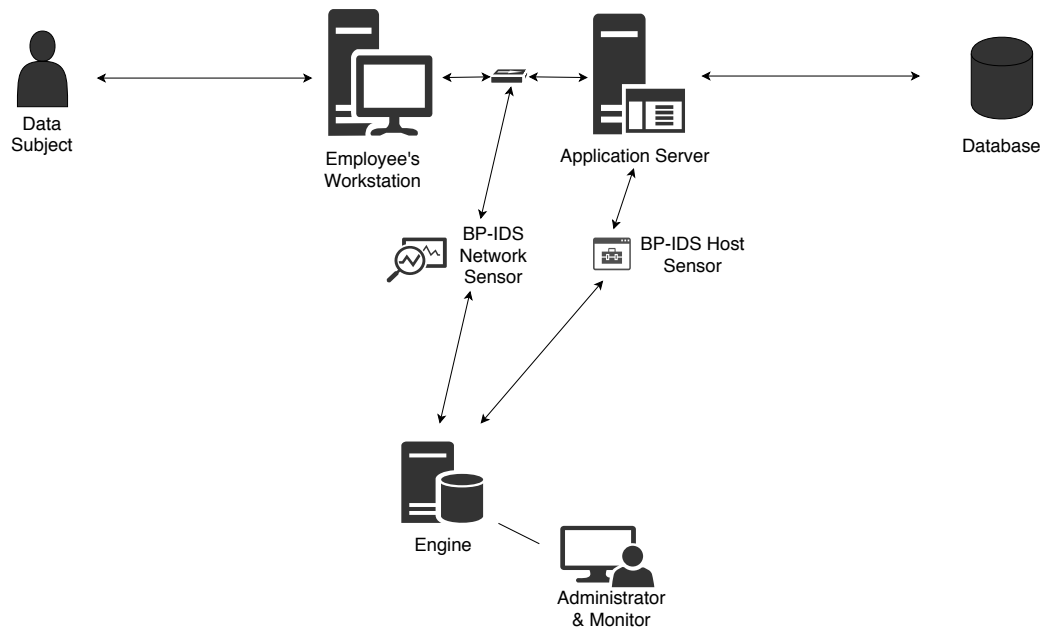 Data
Subject
Employee's
Workstation
Application Server
Database
BP-IDS
Network
Sensor
BP-IDS Host
Sensor
Engine
Administrator
& Monitor